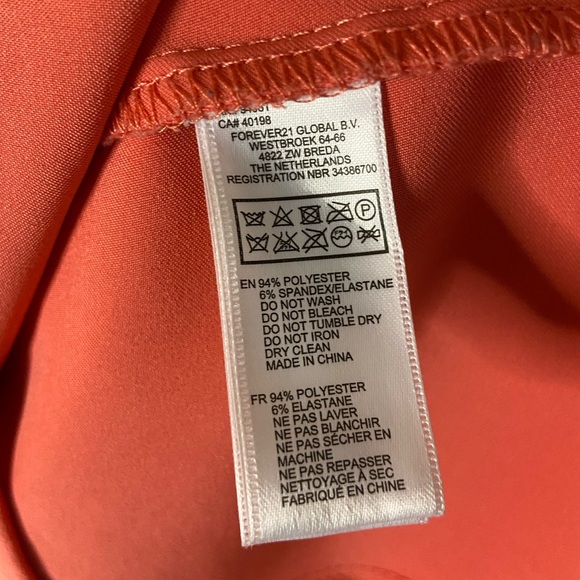 CA# 40198
FOREVER21 GLOBAL B.V.
WESTBROEK 64-66
4822 ZW BREDA
THE NETHERLANDS
REGISTRATION NBR 34386700
P
EN 94% POLYESTER
6% SPANDEX/ELASTANE
DO NOT WASH
DO NOT BLEACH
DO NOT TUMBLE DRY
DO NOT IRON
DRY CLEAN
MADE IN CHINA
FR 94% POLYESTER
6% ELASTANE
NE PAS LAVER
NE PAS BLANCHIR
NE PAS SÉCHER EN
MACHINE
NE PAS REPASSER
NETTOYAGE À SEC
FABRIQUÉ EN CHINE